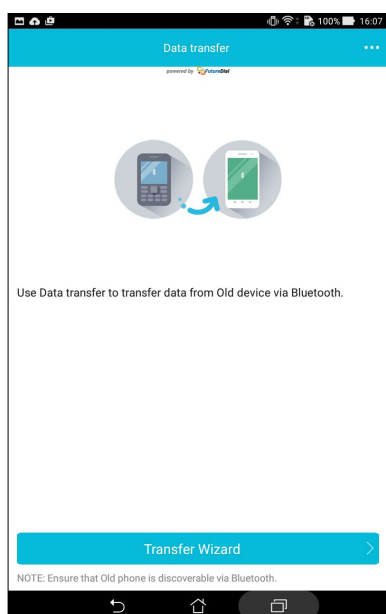 100% 16:07
Data transfer
powered by FutureDial
Use Data transfer to transfer data from Old device via Bluetooth.
Transfer Wizard
NOTE: Ensure that Old phone is discoverable via Bluetooth.